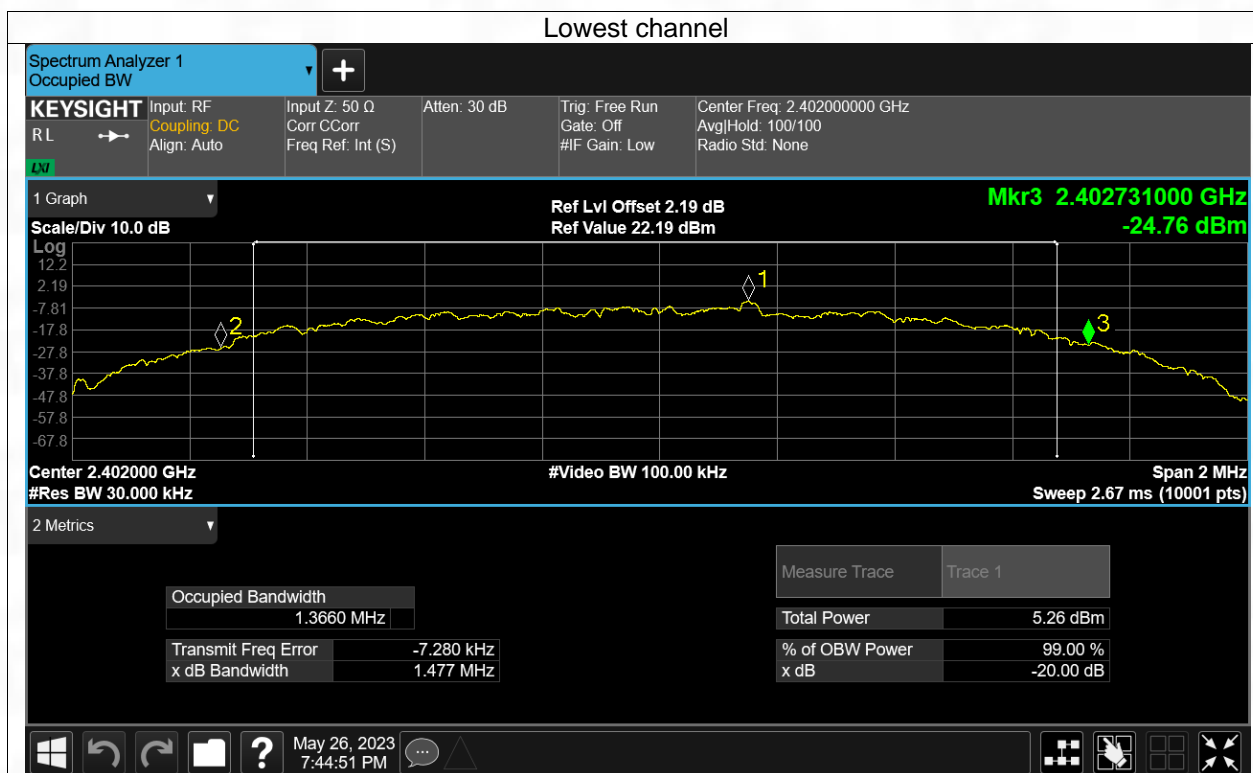 Lowest channel
Spectrum Analyzer 1
Occupied BW
+
KEYSIGHT
RL
LXI
Input: RF
Coupling: DC
Align: Auto
Input Z: 50 Ω
Corr CCorr
Freq Ref: Int (S)
Atten: 30 dB
Trig: Free Run
Gate: Off
#IF Gain: Low
Center Freq: 2.402000000 GHz
Avg|Hold: 100/100
Radio Std: None
1 Graph
Scale/Div 10.0 dB
Ref Lvl Offset 2.19 dB
Ref Value 22.19 dBm
Mkr3 2.402731000 GHz
-24.76 dBm
Log
12.2
2.19
-7.81
-17.8
-27.8
-37.8
-47.8
-57.8
-67.8
1
2
3
Center 2.402000 GHz
#Res BW 30.000 kHz
#Video BW 100.00 kHz
Span 2 MHz
Sweep 2.67 ms (10001 pts)
2 Metrics
Measure Trace Trace 1
Occupied Bandwidth
1.3660 MHz
Total Power 5.26 dBm
Transmit Freq Error -7.280 kHz
% of OBW Power 99.00 %
x dB Bandwidth 1.477 MHz
x dB -20.00 dB
?
May 26, 2023
7:44:51 PM